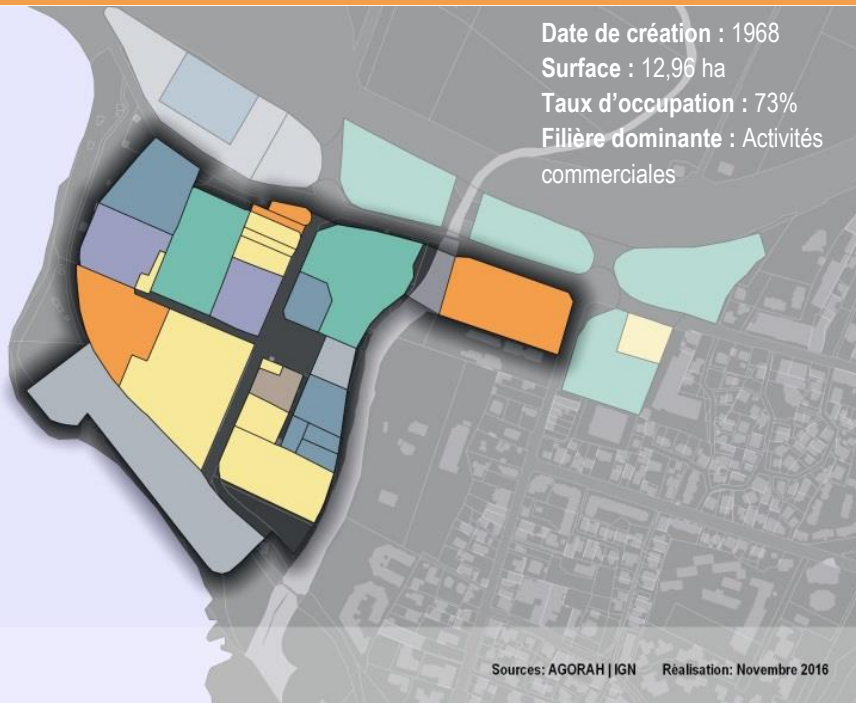 Date de création : 1968
Surface : 12,96 ha
Taux d'occupation : 73%
Filière dominante : Activités
commerciales
Sources: AGORAH | IGN Réalisation: Novembre 2016